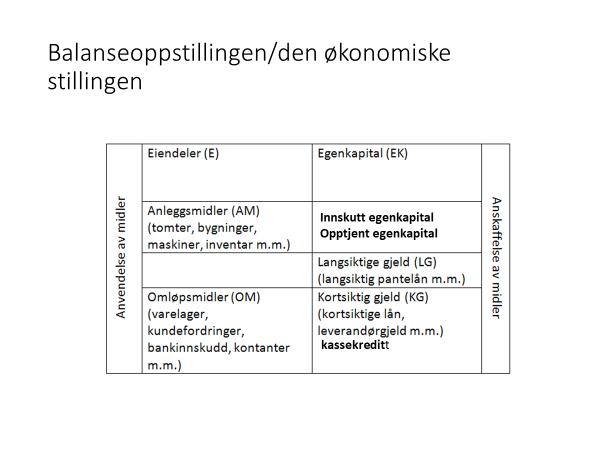 Balanseoppstillingen/den økonomiske
stillingen
Anvendelse av midler
Eiendeler (E)
Egenkapital (EK)
Anleggsmidler (AM)
(tomter, bygninger,
maskiner, inventar m.m.)
Innskutt egenkapital
Opptjent egenkapital
Langsiktige gjeld (LG)
(langsiktig pantelån m.m.)
Omløpsmidler (OM)
(varelager,
kundefordringer,
bankinnskudd, kontanter
m.m.)
Kortsiktig gjeld (KG)
(kortsiktige lån,
leverandørgjeld m.m.)
kassekreditt
Anskaffelse av midler